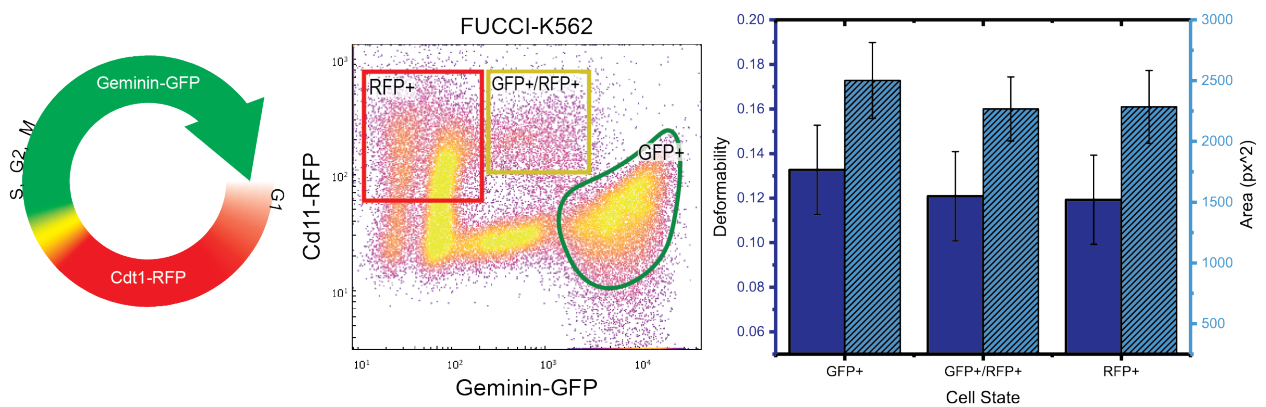 Geminin-GFP
S, G2, M
G1
Cdt1-RFP
FUCCI-K562
Cd11-RFP
10³
10²
10¹
RFP+
GFP+/RFP+
GFP+
10¹
10²
10³
10⁴
Geminin-GFP
Deformability
0.20
0.18
0.16
0.14
0.12
0.10
0.08
0.06
3000
2500
2000
1500
1000
500
Area (px^2)
GFP+
GFP+/RFP+
RFP+
Cell State